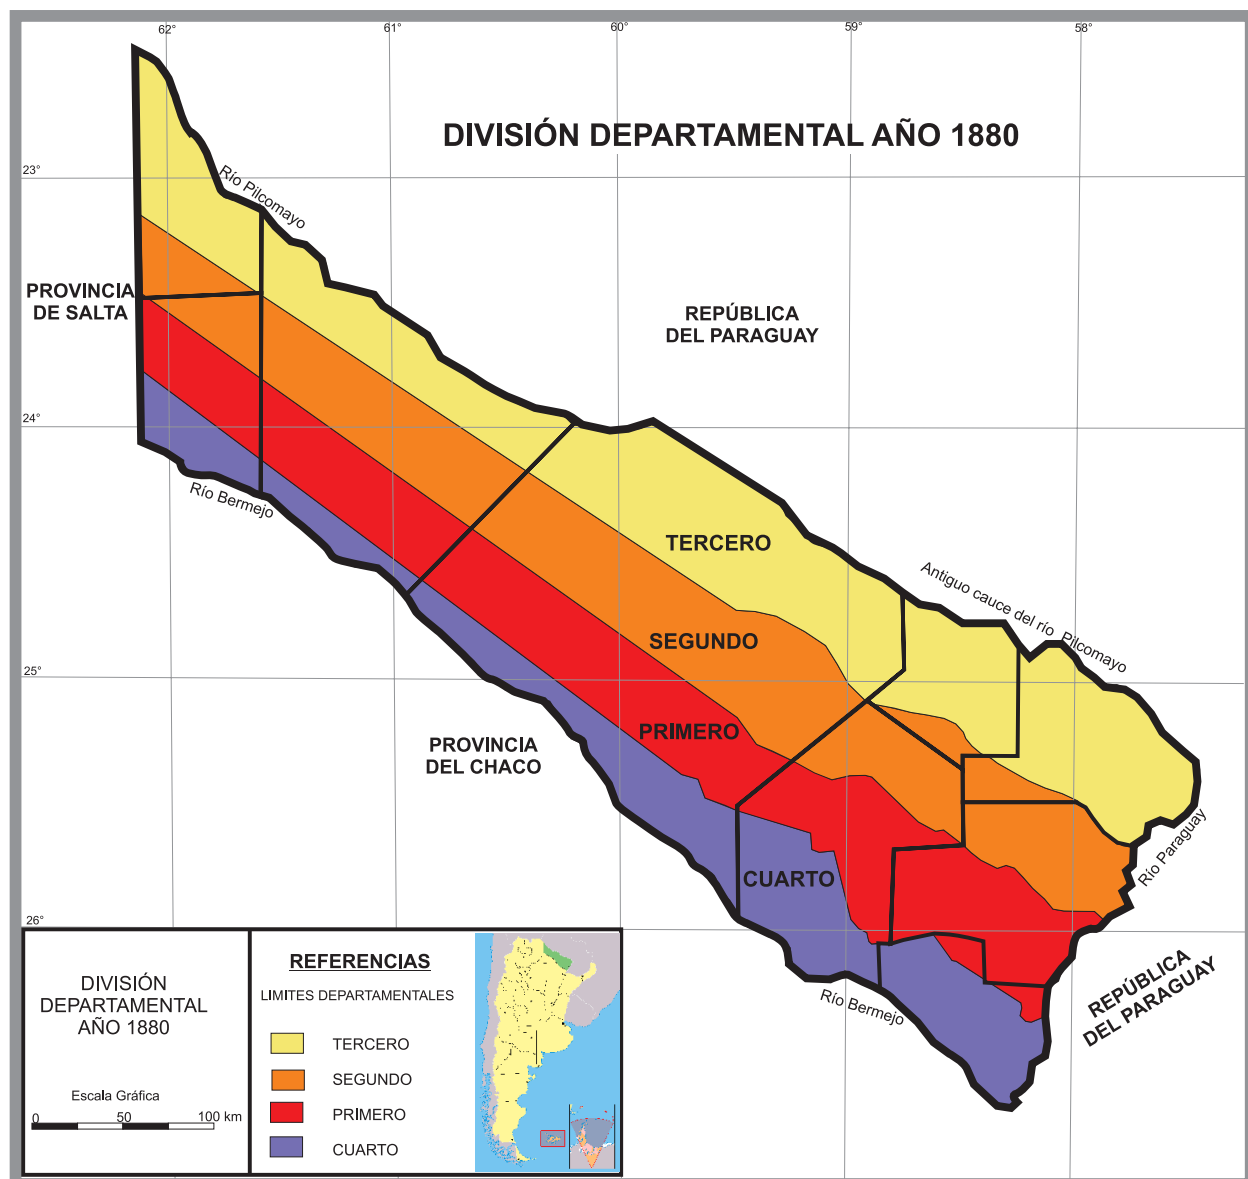 62°
61°
60°
59°
58°
DIVISIÓN DEPARTAMENTAL AÑO 1880
23°
Río Pilcomayo
PROVINCIA
DE SALTA
REPÚBLICA
DEL PARAGUAY
24°
Río Bermejo
TERCERO
Antiguo cauce del río Pilcomayo
SEGUNDO
25°
PRIMERO
PROVINCIA
DEL CHACO
Río Paraguay
CUARTO
26°
REPÚBLICA
DEL PARAGUAY
Río Bermejo
DIVISIÓN
DEPARTAMENTAL
AÑO 1880
Escala Gráfica
0 50 100 km
REFERENCIAS
LIMITES DEPARTAMENTALES
TERCERO
SEGUNDO
PRIMERO
CUARTO